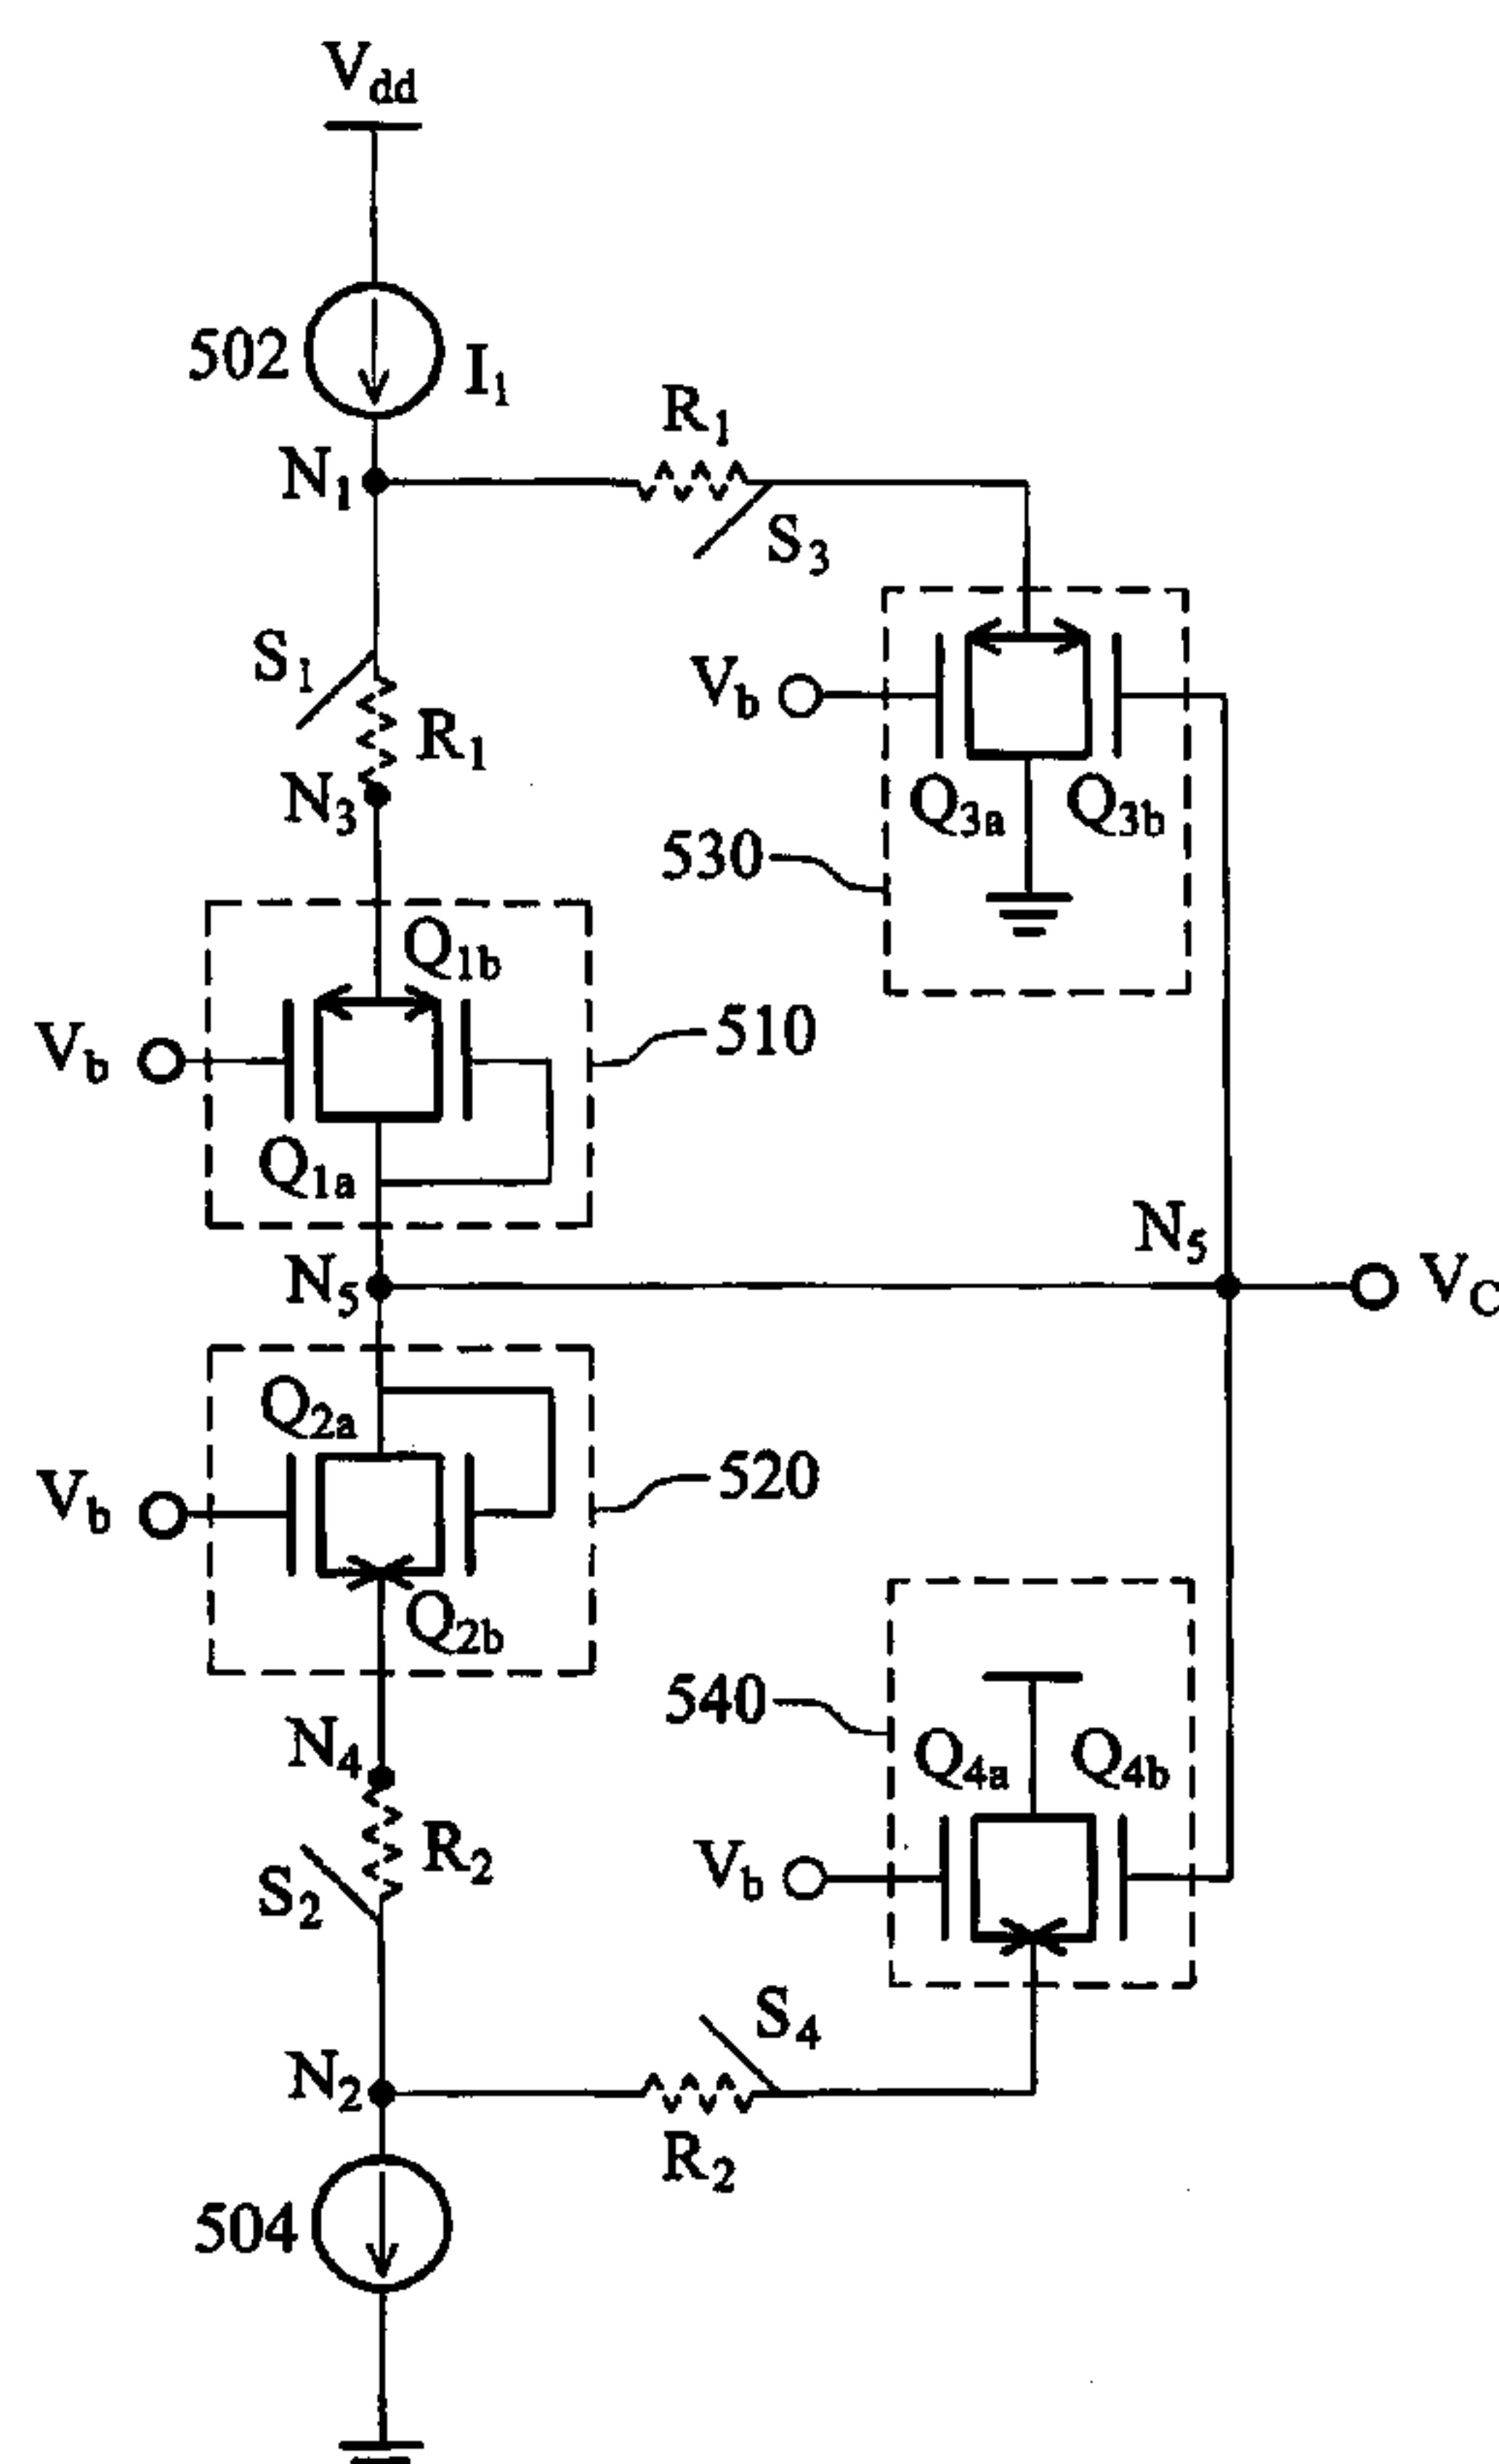 Vdd
502 I1
R1
N1
S3
S1
Vb
R1
N3
Q3a Q3b
530
Q1b
510
Vb
Q1a
N5
N5
VC
Q2a
520
Vb
Q2b
540
N4
Q4a Q4b
R2
Vb
S2
S4
N2
R2
504